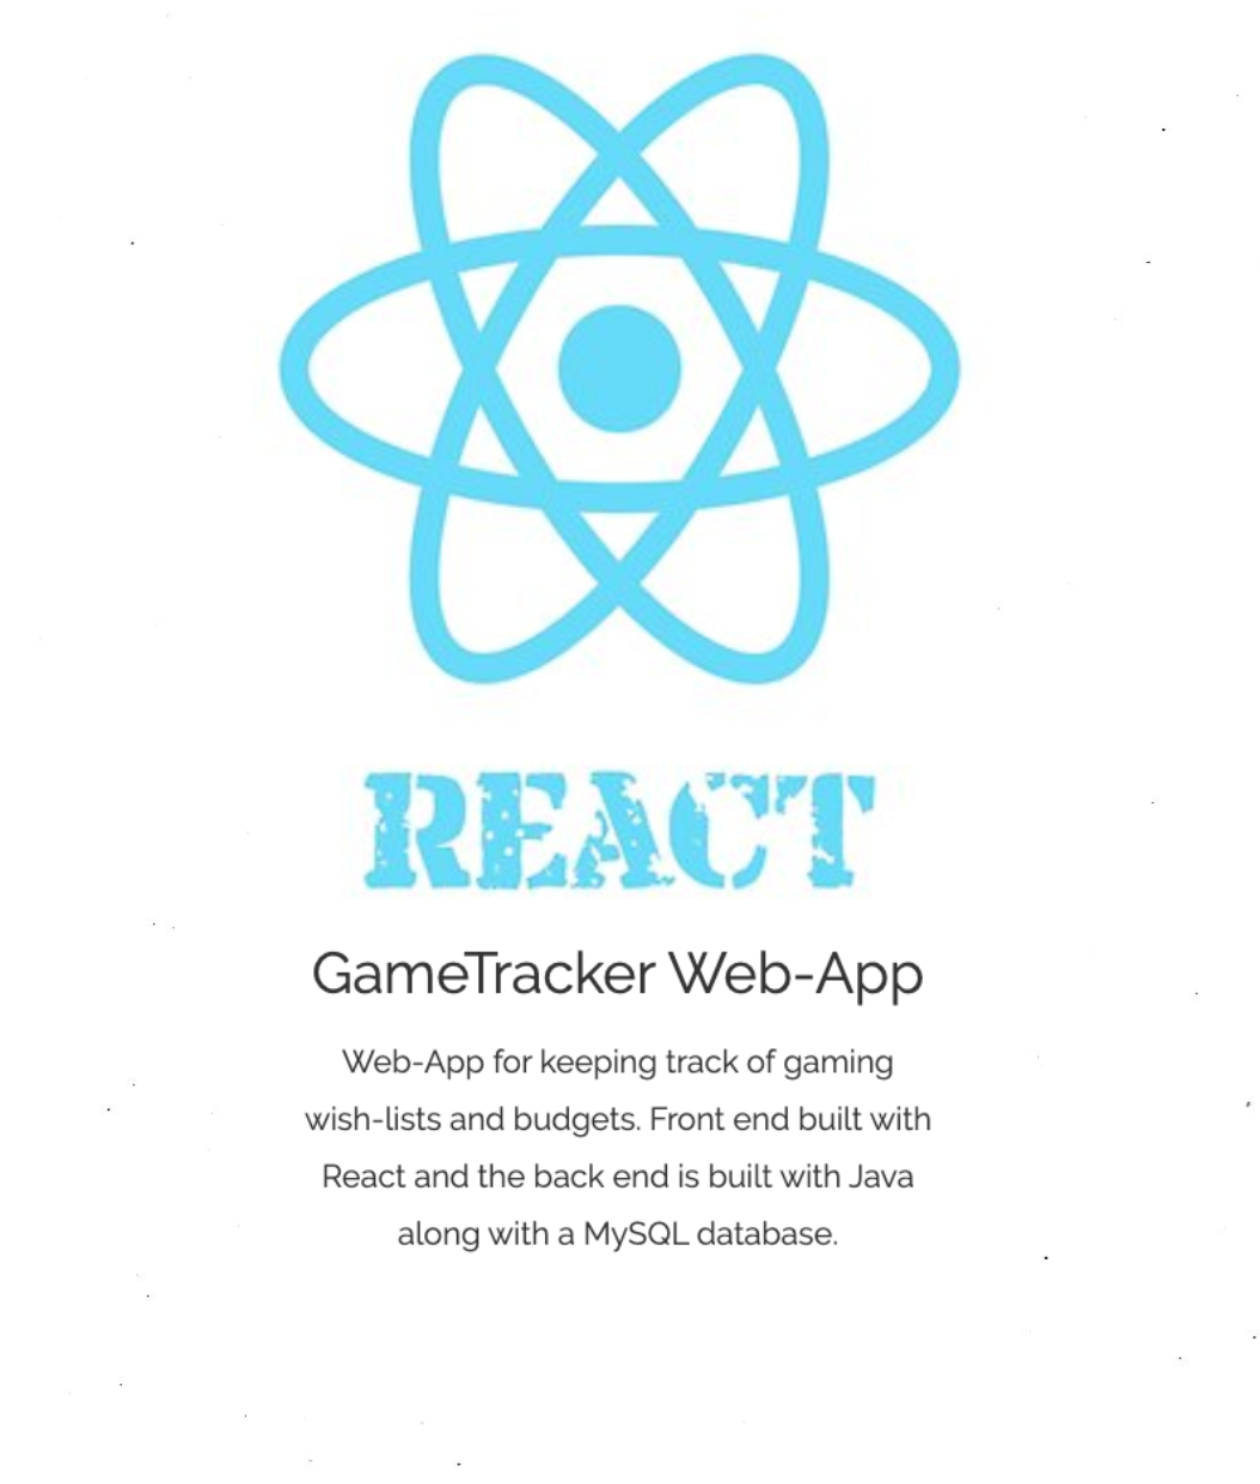 REACT
GameTracker Web-App
Web-App for keeping track of gaming
wish-lists and budgets. Front end built with
React and the back end is built with Java
along with a MySQL database.